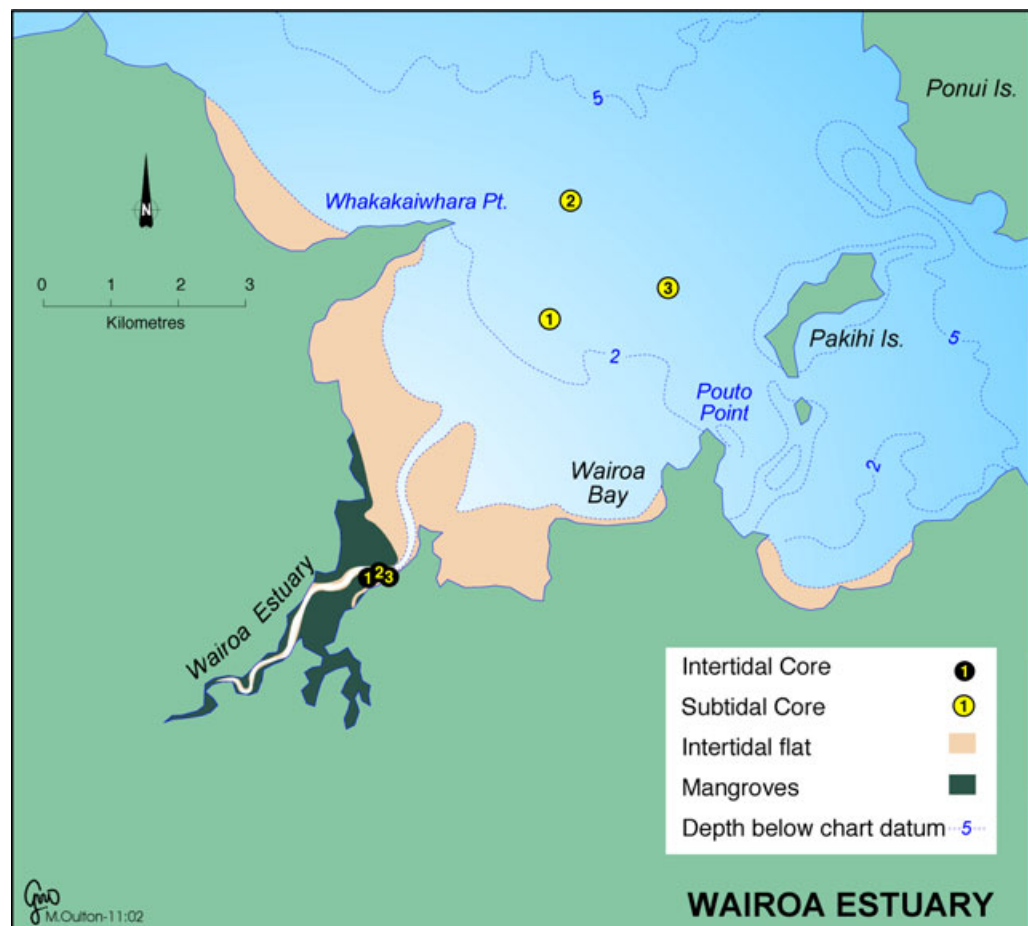 Ponui Is.
5
Whakakaiwhara Pt.
2
N
0 1 2 3
Kilometres
3
1
Pakihi Is.
5
2
Pouto
Point
Wairoa
Bay
2
1 2 3
Wairoa Estuary
Intertidal Core 1
Subtidal Core 1
Intertidal flat
Mangroves
Depth below chart datum 5
WAIROA ESTUARY
M.Oulton-11:02